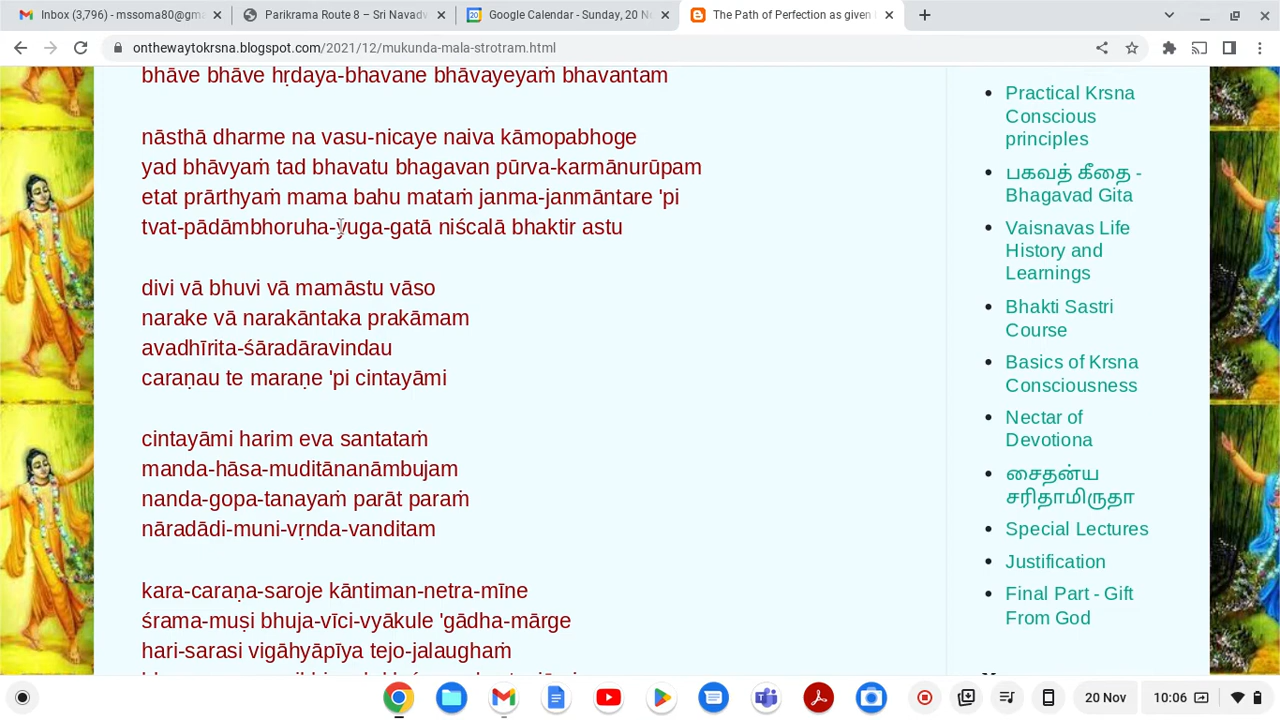 Inbox (3,796) - mssoma80@gm
Parikrama Route 8 – Sri Navadv
Google Calendar - Sunday, 20 N
The Path of Perfection as given
onthewaytokrsna.blogspot.com/2021/12/mukunda-mala-strotram.html
bhāve bhāve hṛdaya-bhavane bhāvayeyaṁ bhavantam
nāsthā dharme na vasu-nicaye naiva kāmopabhoge
yad bhāvyaṁ tad bhavatu bhagavan pūrva-karmānurūpam
etat prārthyaṁ mama bahu mataṁ janma-janmāntare 'pi
tvat-pādāmbhoruha-yuga-gatā niścalā bhaktir astu
divi vā bhuvi vā mamāstu vāso
narake vā narakāntaka prakāmam
avadhīrita-śāradāravindau
caraṇau te maraṇe 'pi cintayāmi
cintayāmi harim eva santataṁ
manda-hāsa-muditānanāmbujam
nanda-gopa-tanayaṁ parāt paraṁ
nāradādi-muni-vṛnda-vanditam
kara-caraṇa-saroje kāntiman-netra-mīne
śrama-muṣi bhuja-vīci-vyākule 'gādha-mārge
hari-sarasi vigāhyāpīya tejo-jalaughaṁ
Practical Krsna
Conscious
principles
பகவத் கீதை -
Bhagavad Gita
Vaisnavas Life
History and
Learnings
Bhakti Sastri
Course
Basics of Krsna
Consciousness
Nectar of
Devotiona
சைதன்ய
சரிதாமிருதா
Special Lectures
Justification
Final Part - Gift
From God
20 Nov
10:06